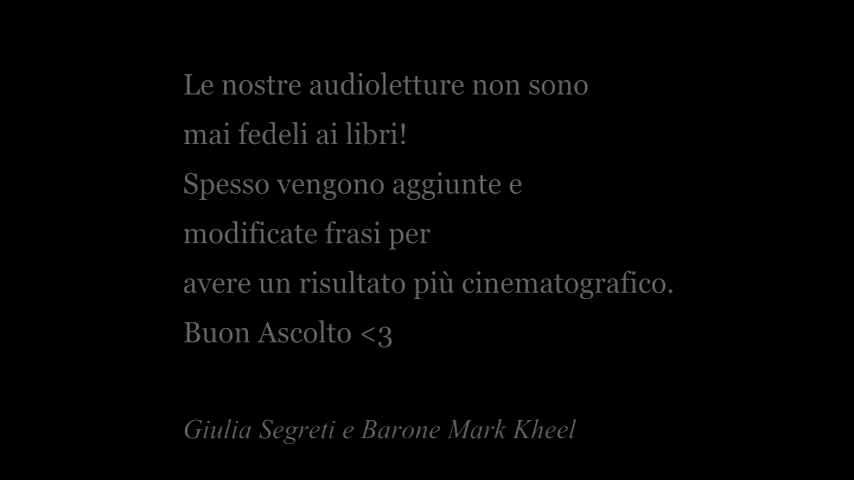 Le nostre audioletture non sono
mai fedeli ai libri!
Spesso vengono aggiunte e
modificate frasi per
avere un risultato più cinematografico.
Buon Ascolto <3
Giulia Segreti e Barone Mark Kheel